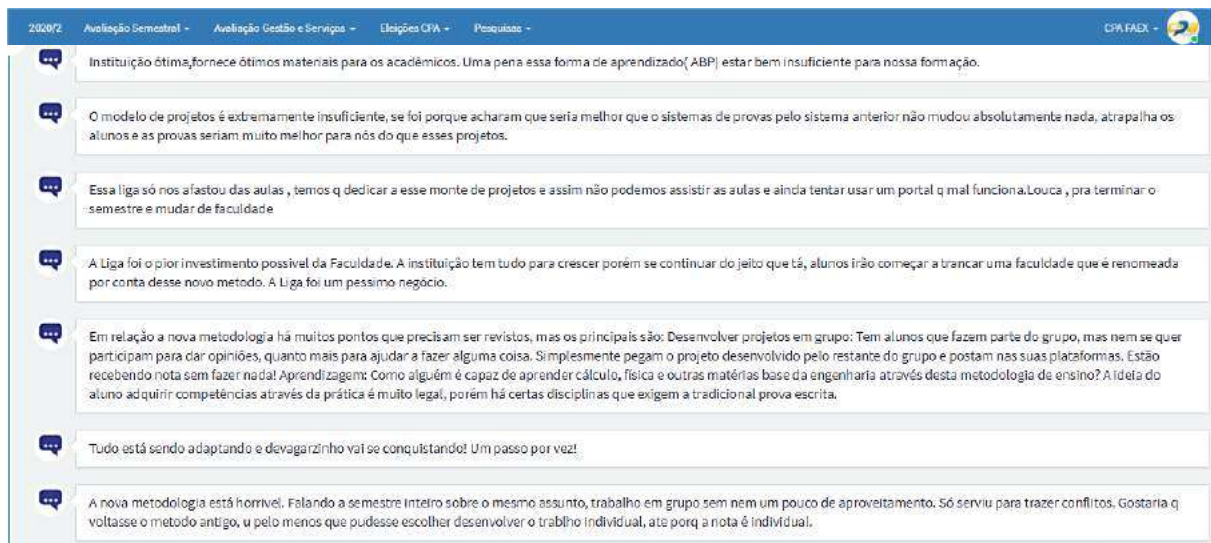 2020/2 Avaliação Semestral Avaliação Gestão e Serviços Eleições CPA Pesquisas CPA FAEX
Instituição ótima,fornece ótimos materiais para os acadêmicos. Uma pena essa forma de aprendizado( ABP) estar bem insuficiente para nossa formação.
O modelo de projetos é extremamente insuficiente, se foi porque acharam que seria melhor que o sistemas de provas pelo sistema anterior não mudou absolutamente nada, atrapalha os
alunos e as provas seriam muito melhor para nós do que esses projetos.
Essa liga só nos afastou das aulas , temos q dedicar a esse monte de projetos e assim não podemos assistir as aulas e ainda tentar usar um portal q mal funciona.Louca , pra terminar o
semestre e mudar de faculdade
A Liga foi o pior investimento possivel da Faculdade. A instituição tem tudo para crescer porém se continuar do jeito que tá, alunos irão começar a trancar uma faculdade que é renomeada
por conta desse novo metodo. A Liga foi um pessimo negócio.
Em relação a nova metodologia há muitos pontos que precisam ser revistos, mas os principais são: Desenvolver projetos em grupo: Tem alunos que fazem parte do grupo, mas nem se quer
participam para dar opiniões, quanto mais para ajudar a fazer alguma coisa. Simplesmente pegam o projeto desenvolvido pelo restante do grupo e postam nas suas plataformas. Estão
recebendo nota sem fazer nada! Aprendizagem: Como alguém é capaz de aprender cálculo, física e outras matérias base da engenharia através desta metodologia de ensino? A ideia do
aluno adquirir competências através da prática é muito legal, porém há certas disciplinas que exigem a tradicional prova escrita.
Tudo está sendo adaptando e devagarzinho vai se conquistando! Um passo por vez!
A nova metodologia está horrivel. Falando a semestre inteiro sobre o mesmo assunto, trabalho em grupo sem nem um pouco de aproveitamento. Só serviu para trazer conflitos. Gostaria q
voltasse o metodo antigo, u pelo menos que pudesse escolher desenvolver o trablho individual, ate porq a nota é individual.